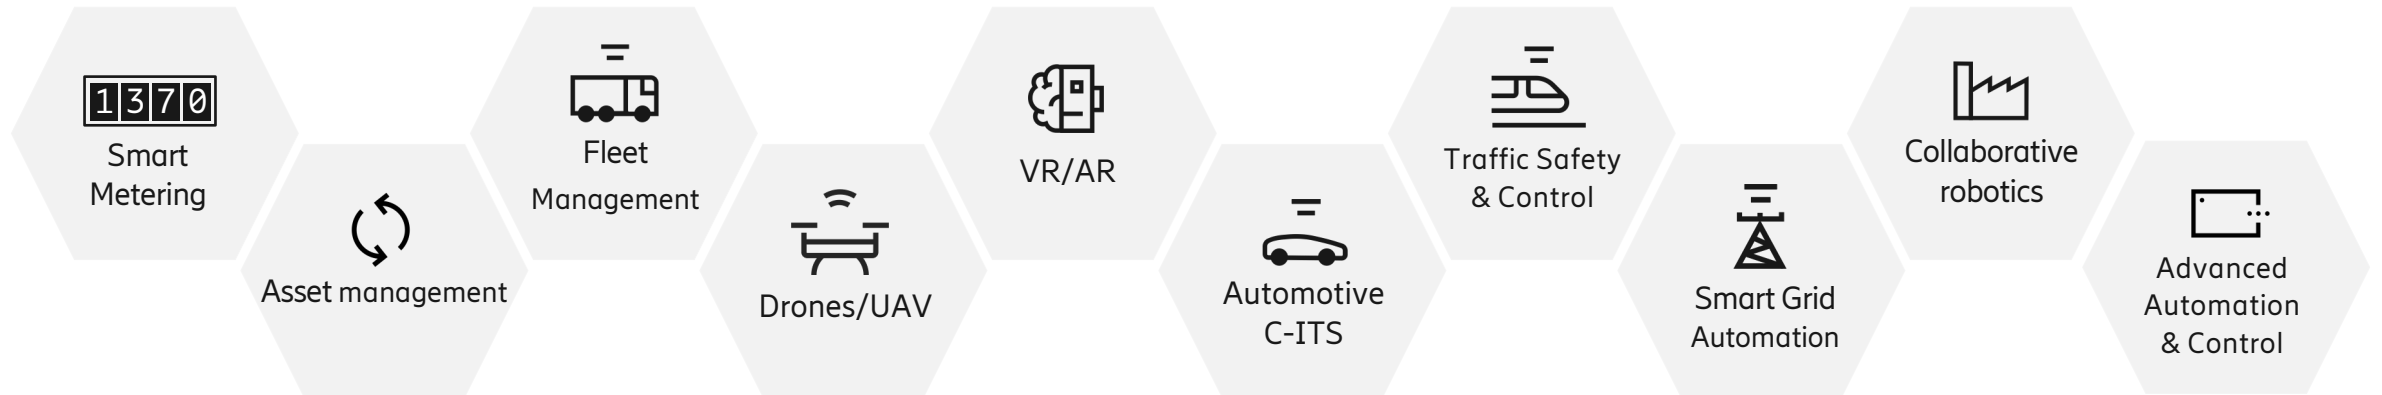 1370
Smart
Metering
Asset management
Fleet
Management
Drones/UAV
VR/AR
Automotive
C-ITS
Traffic Safety
& Control
Smart Grid
Automation
Collaborative
robotics
Advanced
Automation
& Control